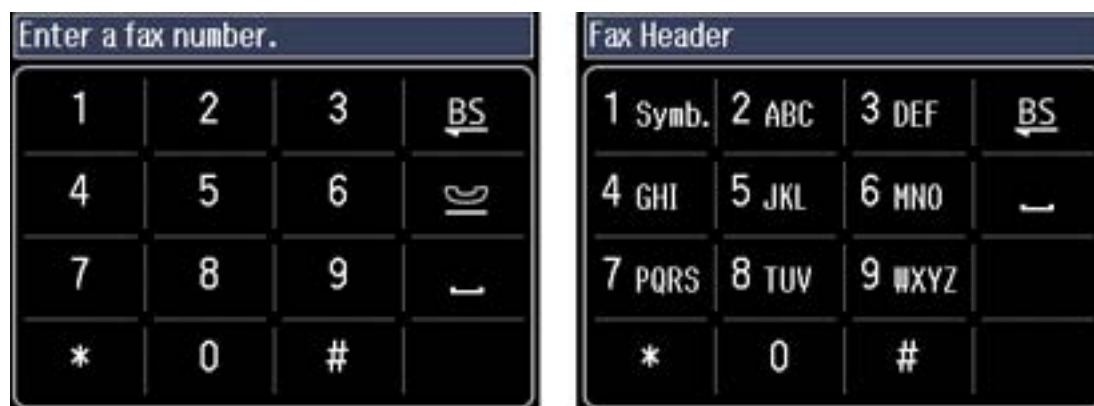 Enter a fax number.
1 2 3 BS
4 5 6
7 8 9
* 0 #
Fax Header
1 Symb. 2 ABC 3 DEF BS
4 GHI 5 JKL 6 MNO
7 PQRS 8 TUV 9 WXYZ
* 0 #